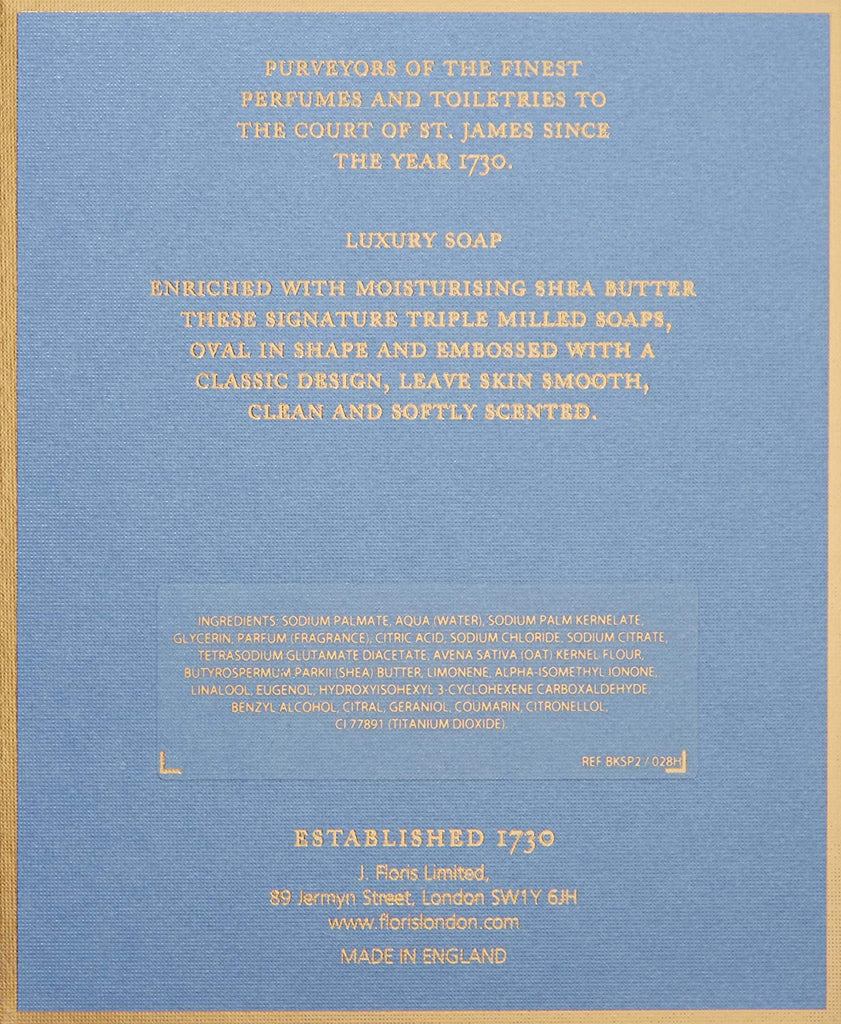 PURVEYORS OF THE FINEST
PERFUMES AND TOILETRIES TO
THE COURT OF ST. JAMES SINCE
THE YEAR 1730.
LUXURY SOAP
ENRICHED WITH MOISTURISING SHEA BUTTER
THESE SIGNATURE TRIPLE MILLED SOAPS,
OVAL IN SHAPE AND EMBOSSED WITH A
CLASSIC DESIGN, LEAVE SKIN SMOOTH,
CLEAN AND SOFTLY SCENTED.
INGREDIENTS: SODIUM PALMATE, AQUA (WATER), SODIUM PALM KERNELATE,
GLYCERIN, PARFUM (FRAGRANCE), CITRIC ACID, SODIUM CHLORIDE, SODIUM CITRATE,
TETRASODIUM GLUTAMATE DIACETATE, AVENA SATIVA (OAT) KERNEL FLOUR,
BUTYROSPERMUM PARKII (SHEA) BUTTER, LIMONENE, ALPHA-ISOMETHYL IONONE,
LINALOOL, EUGENOL, HYDROXYISOHEXYL 3-CYCLOHEXENE CARBOXALDEHYDE,
BENZYL ALCOHOL, CITRAL, GERANIOL, COUMARIN, CITRONELLOL,
CI 77891 (TITANIUM DIOXIDE).
REF BKSP2 / 028H
ESTABLISHED 1730
J. Floris Limited,
89 Jermyn Street, London SW1Y 6JH
www.florislondon.com
MADE IN ENGLAND